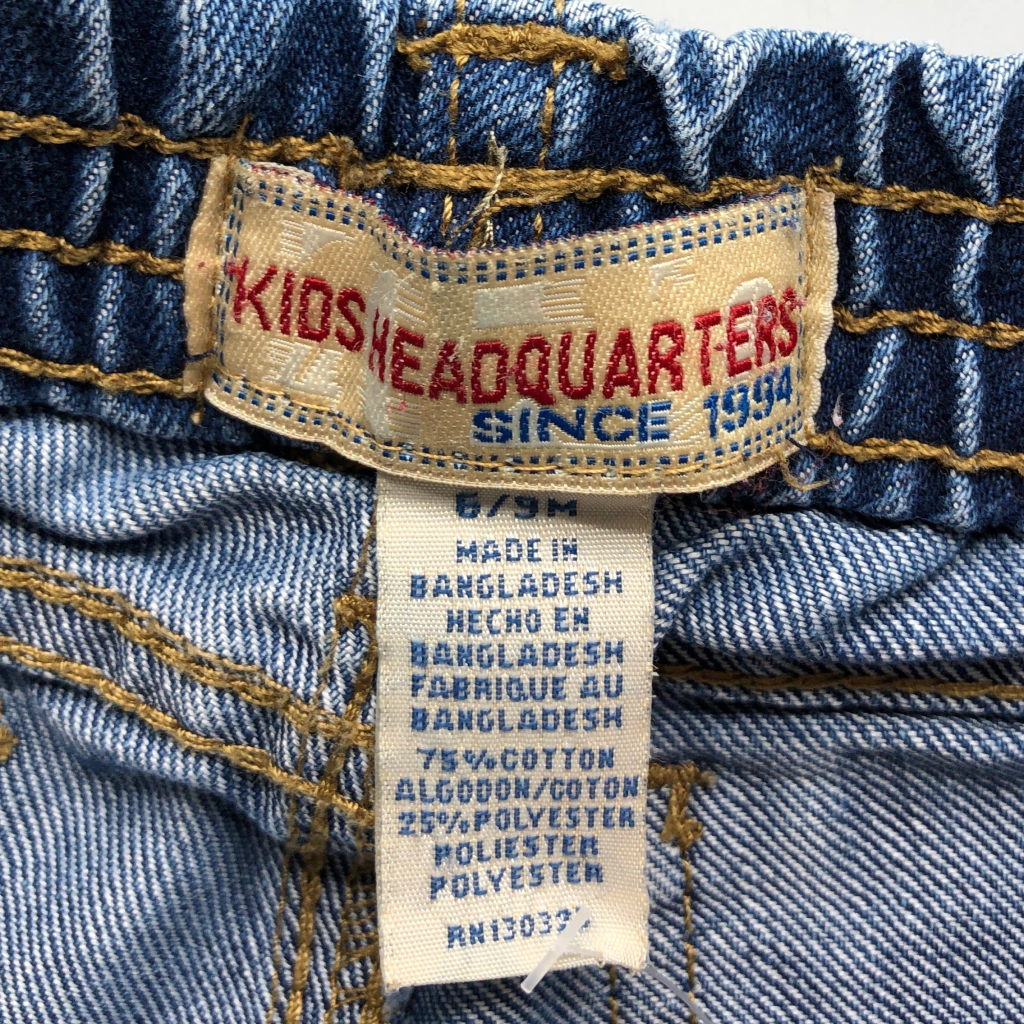 KIDS HEADQUARTERS
SINCE 1994
6/9M
MADE IN
BANGLADESH
HECHO EN
BANGLADESH
FABRIQUE AU
BANGLADESH
75%COTTON
ALGODON/COTON
25%POLYESTER
POLIESTER
POLYESTER